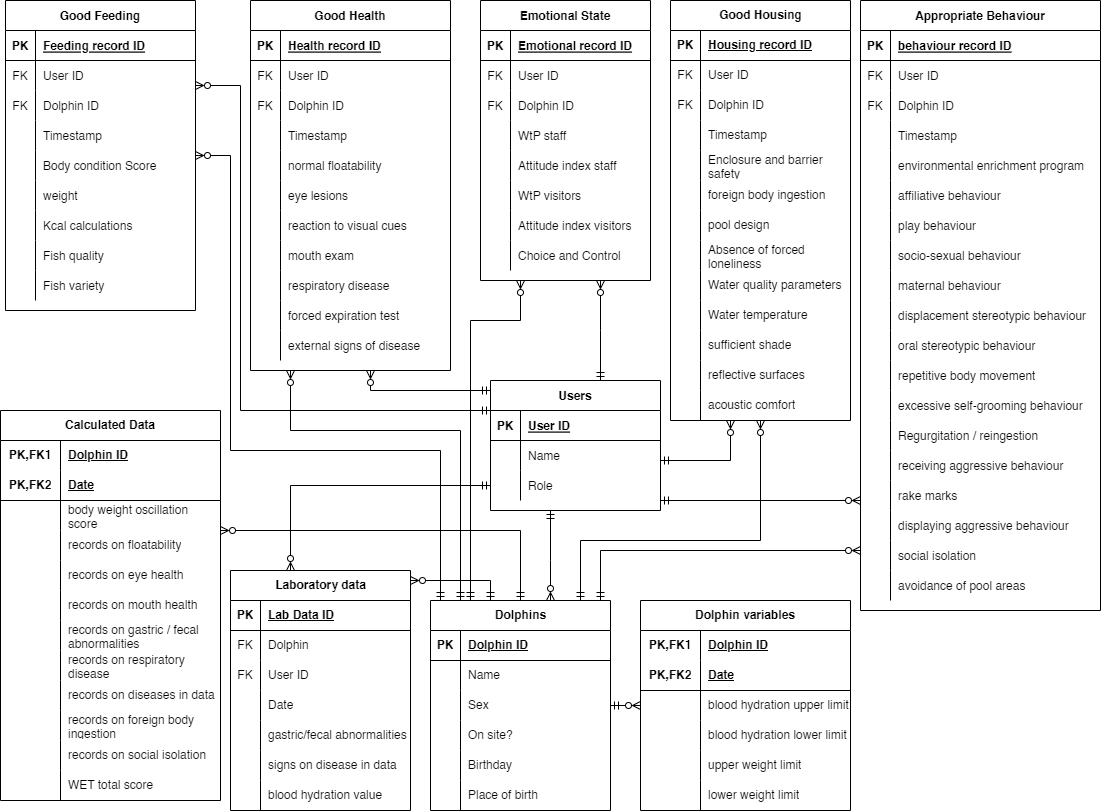 Good Feeding
PK Feeding record ID
FK User ID
FK Dolphin ID
Timestamp
Body condition Score
weight
Kcal calculations
Fish quality
Fish variety
Good Health
PK Health record ID
FK User ID
FK Dolphin ID
Timestamp
normal floatability
eye lesions
reaction to visual cues
mouth exam
respiratory disease
forced expiration test
external signs of disease
Emotional State
PK Emotional record ID
FK User ID
FK Dolphin ID
WtP staff
Attitude index staff
WtP visitors
Attitude index visitors
Choice and Control
Good Housing
PK Housing record ID
FK User ID
FK Dolphin ID
Timestamp
Enclosure and barrier
safety
foreign body ingestion
pool design
Absence of forced
loneliness
Water quality parameters
Water temperature
sufficient shade
reflective surfaces
acoustic comfort
Appropriate Behaviour
PK behaviour record ID
FK User ID
FK Dolphin ID
Timestamp
environmental enrichment program
affiliative behaviour
play behaviour
socio-sexual behaviour
maternal behaviour
displacement stereotypic behaviour
oral stereotypic behaviour
repetitive body movement
excessive self-grooming behaviour
Regurgitation / reingestion
receiving aggressive behaviour
rake marks
displaying aggressive behaviour
social isolation
avoidance of pool areas
Users
PK User ID
Name
Role
Calculated Data
PK,FK1 Dolphin ID
PK,FK2 Date
body weight oscillation
score
records on floatability
records on eye health
records on mouth health
records on gastric / fecal
abnormalities
records on respiratory
disease
records on diseases in data
records on foreign body
ingestion
records on social isolation
WET total score
Laboratory data
PK Lab Data ID
FK Dolphin
FK User ID
Date
gastric/fecal abnormalities
signs on disease in data
blood hydration value
Dolphins
PK Dolphin ID
Name
Sex
On site?
Birthday
Place of birth
Dolphin variables
PK,FK1 Dolphin ID
PK,FK2 Date
blood hydration upper limit
blood hydration lower limit
upper weight limit
lower weight limit